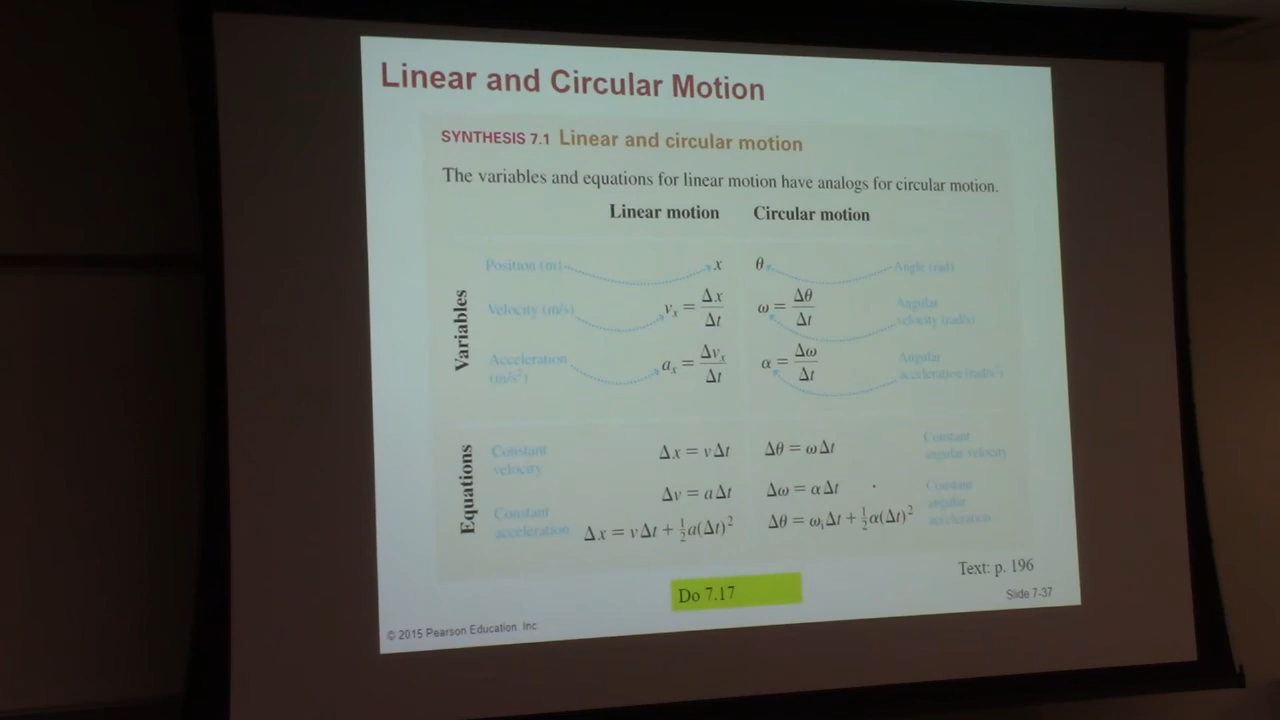 Linear and Circular Motion
SYNTHESIS 7.1 Linear and circular motion
The variables and equations for linear motion have analogs for circular motion.
Linear motion Circular motion
Variables
Position (m) x θ Angle (rad)
Velocity (m/s) vₓ = Δx/Δt ω = Δθ/Δt Angular velocity (rad/s)
Acceleration (m/s²) aₓ = Δvₓ/Δt α = Δω/Δt Angular acceleration (rad/s²)
Equations
Constant velocity Δx = vΔt Δθ = ωΔt Constant angular velocity
Δv = aΔt Δω = αΔt
Constant acceleration Δx = vΔt + ½a(Δt)² Δθ = ωᵢΔt + ½α(Δt)² Constant angular acceleration
Text: p. 196
Do 7.17
Slide 7-37
© 2015 Pearson Education, Inc.